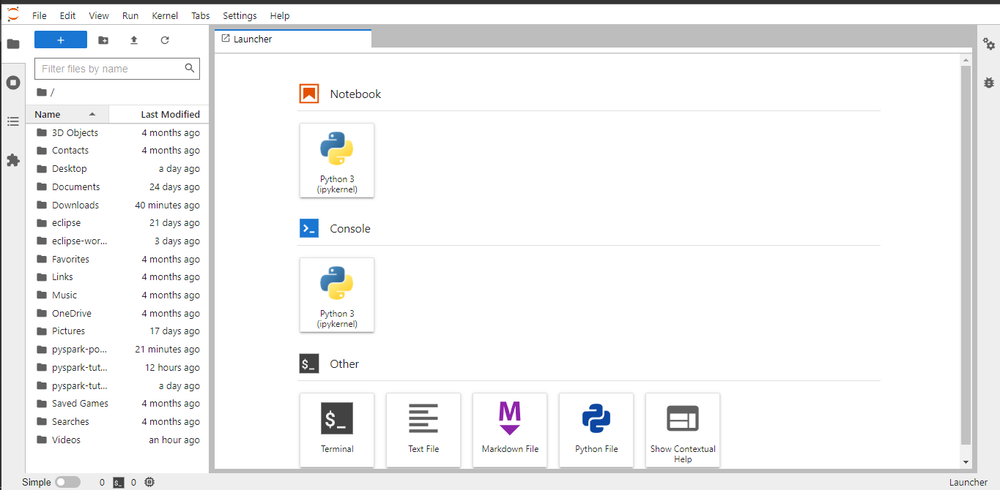 File Edit View Run Kernel Tabs Settings Help
+
Launcher
Filter files by name
/
Name Last Modified
3D Objects 4 months ago
Contacts 4 months ago
Desktop a day ago
Documents 24 days ago
Downloads 40 minutes ago
eclipse 21 days ago
eclipse-wor... 3 days ago
Favorites 4 months ago
Links 4 months ago
Music 4 months ago
OneDrive 4 months ago
Pictures 17 days ago
pyspark-po... 21 minutes ago
pyspark-tut... 12 hours ago
pyspark-tut... a day ago
Saved Games 4 months ago
Searches 4 months ago
Videos an hour ago
Notebook
Python 3
(ipykernel)
Console
Python 3
(ipykernel)
$_ Other
$_
M
Terminal Text File Markdown File Python File Show Contextual
Help
Simple 0 $_ 0 Launcher